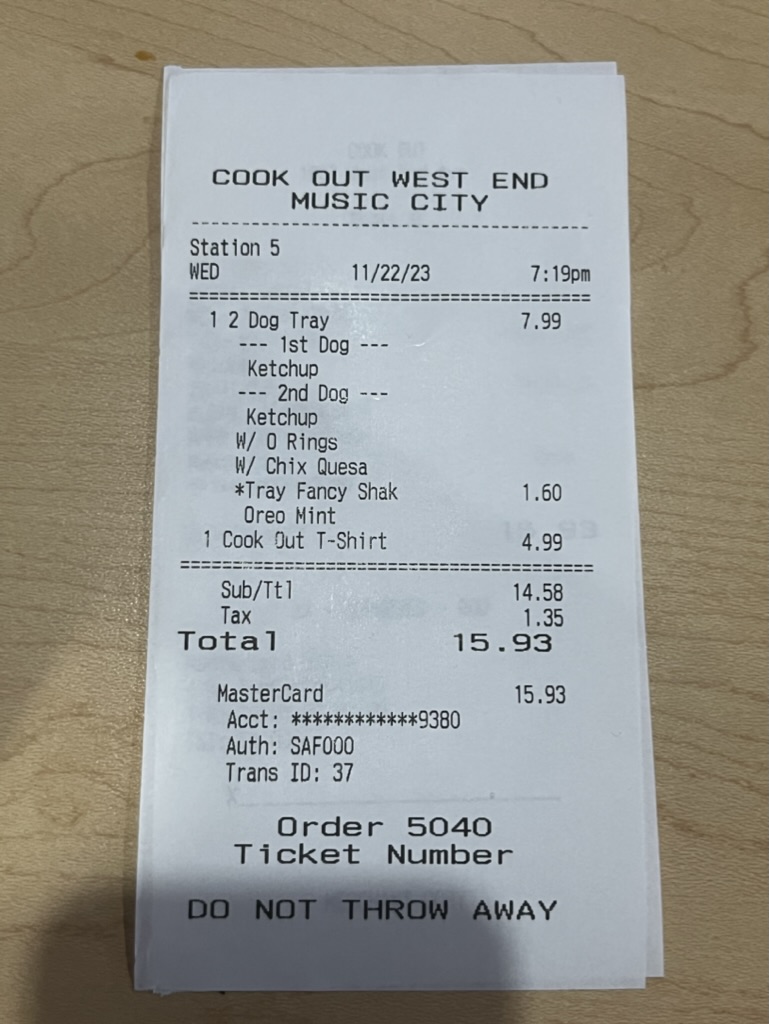 COOK OUT WEST END
MUSIC CITY
Station 5
WED 11/22/23 7:19pm
1 2 Dog Tray 7.99
--- 1st Dog ---
Ketchup
--- 2nd Dog ---
Ketchup
W/ O Rings
W/ Chix Quesa
*Tray Fancy Shak 1.60
Oreo Mint
1 Cook Out T-Shirt 4.99
Sub/Ttl 14.58
Tax 1.35
Total 15.93
MasterCard 15.93
Acct: ************9380
Auth: SAF000
Trans ID: 37
X
Order 5040
Ticket Number
DO NOT THROW AWAY